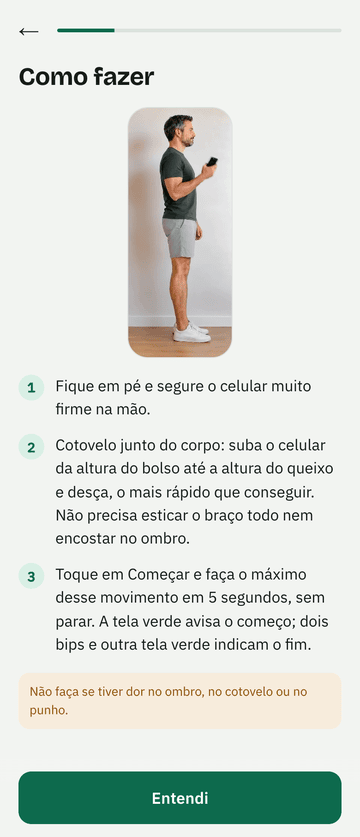 Como fazer
1 Fique em pé e segure o celular muito
firme na mão.
2 Cotovelo junto do corpo: suba o celular
da altura do bolso até a altura do queixo
e desça, o mais rápido que conseguir.
Não precisa esticar o braço todo nem
encostar no ombro.
3 Toque em Começar e faça o máximo
desse movimento em 5 segundos, sem
parar. A tela verde avisa o começo; dois
bips e outra tela verde indicam o fim.
Não faça se tiver dor no ombro, no cotovelo ou no
punho.
Entendi